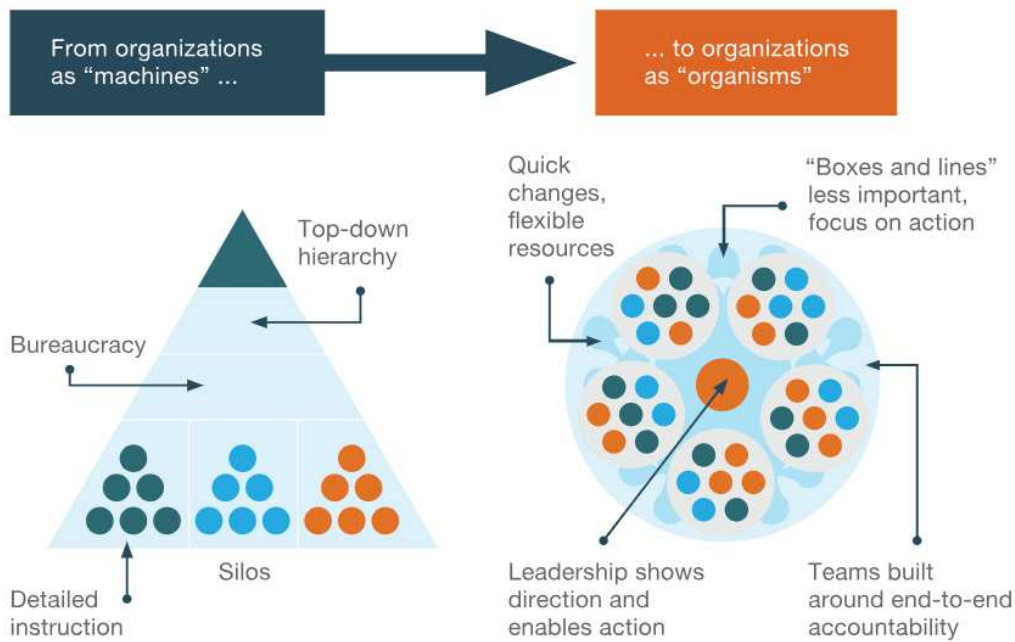 From organizations
as “machines” ...
... to organizations
as “organisms”
Top-down
hierarchy
Bureaucracy
Silos
Detailed
instruction
Quick
changes,
flexible
resources
“Boxes and lines”
less important,
focus on action
Leadership shows
direction and
enables action
Teams built
around end-to-end
accountability